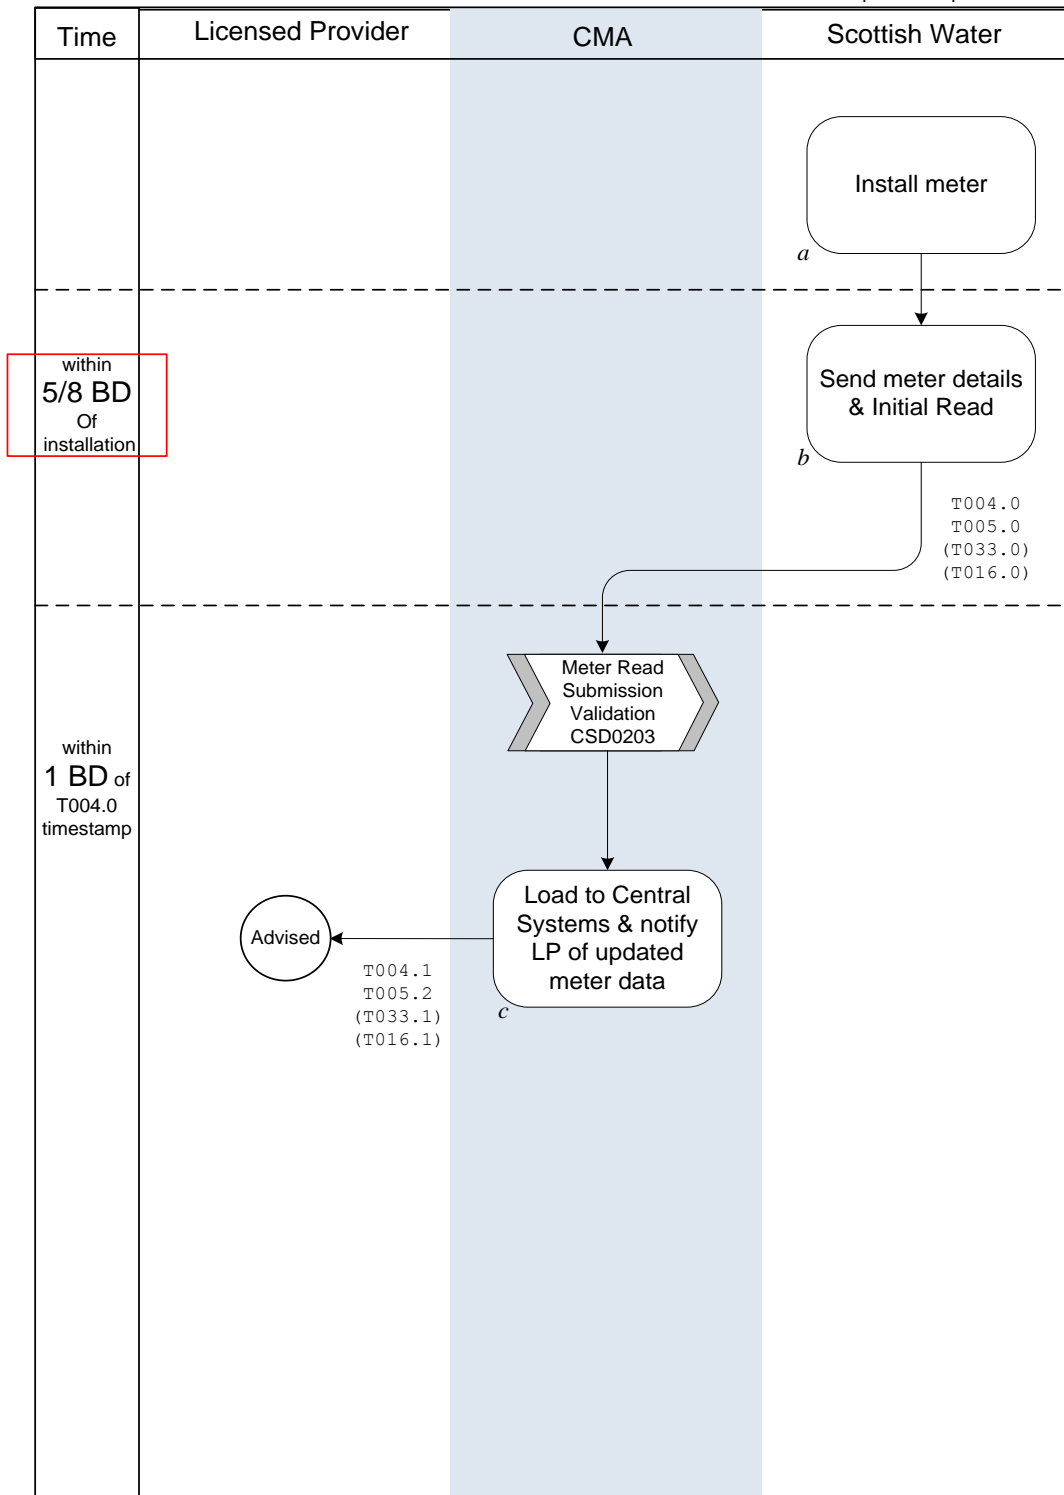 Time
Licensed Provider
CMA
Scottish Water
Install meter
a
within
5/8 BD
Of
installation
Send meter details
& Initial Read
b
T004.0
T005.0
(T033.0)
(T016.0)
Meter Read
Submission
Validation
CSD0203
within
1 BD of
T004.0
timestamp
Load to Central
Systems & notify
LP of updated
meter data
c
Advised
T004.1
T005.2
(T033.1)
(T016.1)